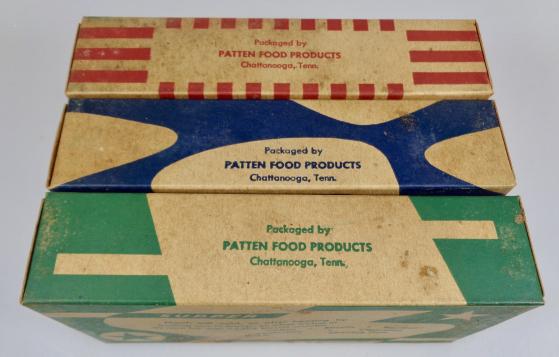 Packaged by
PATTEN FOOD PRODUCTS
Chattanooga, Tenn.
Packaged by
PATTEN FOOD PRODUCTS
Chattanooga, Tenn.
Packaged by
PATTEN FOOD PRODUCTS
Chattanooga, Tenn.
SUPPER